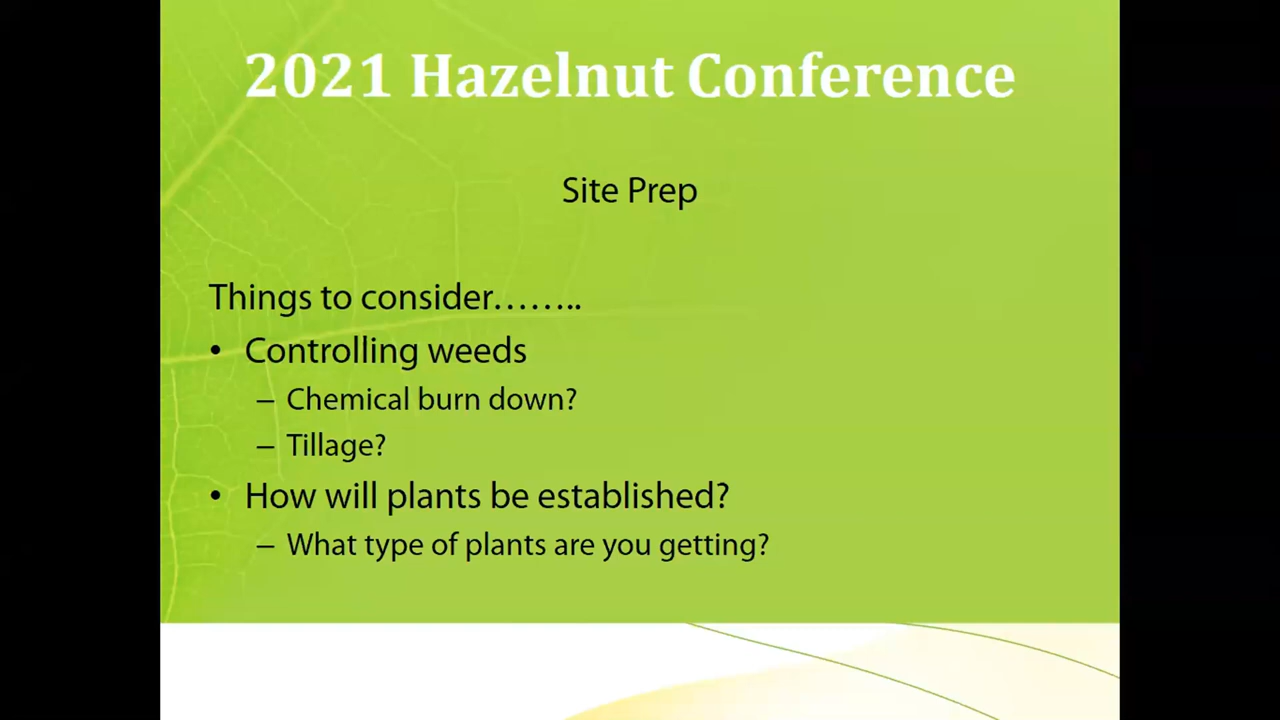 2021 Hazelnut Conference
Site Prep
Things to consider……..
• Controlling weeds
– Chemical burn down?
– Tillage?
• How will plants be established?
– What type of plants are you getting?